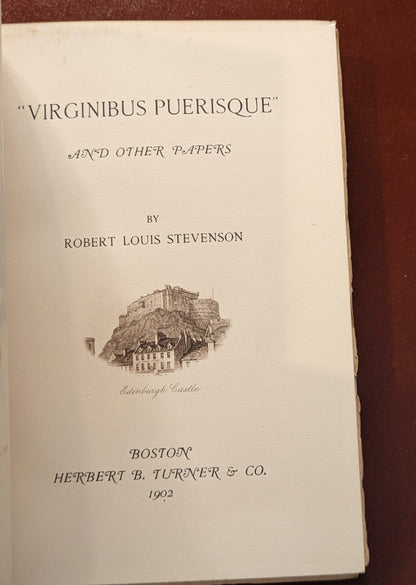 "VIRGINIBUS PUERISQUE"
AND OTHER PAPERS
BY
ROBERT LOUIS STEVENSON
Edinburgh Castle
BOSTON
HERBERT B. TURNER & CO.
1902